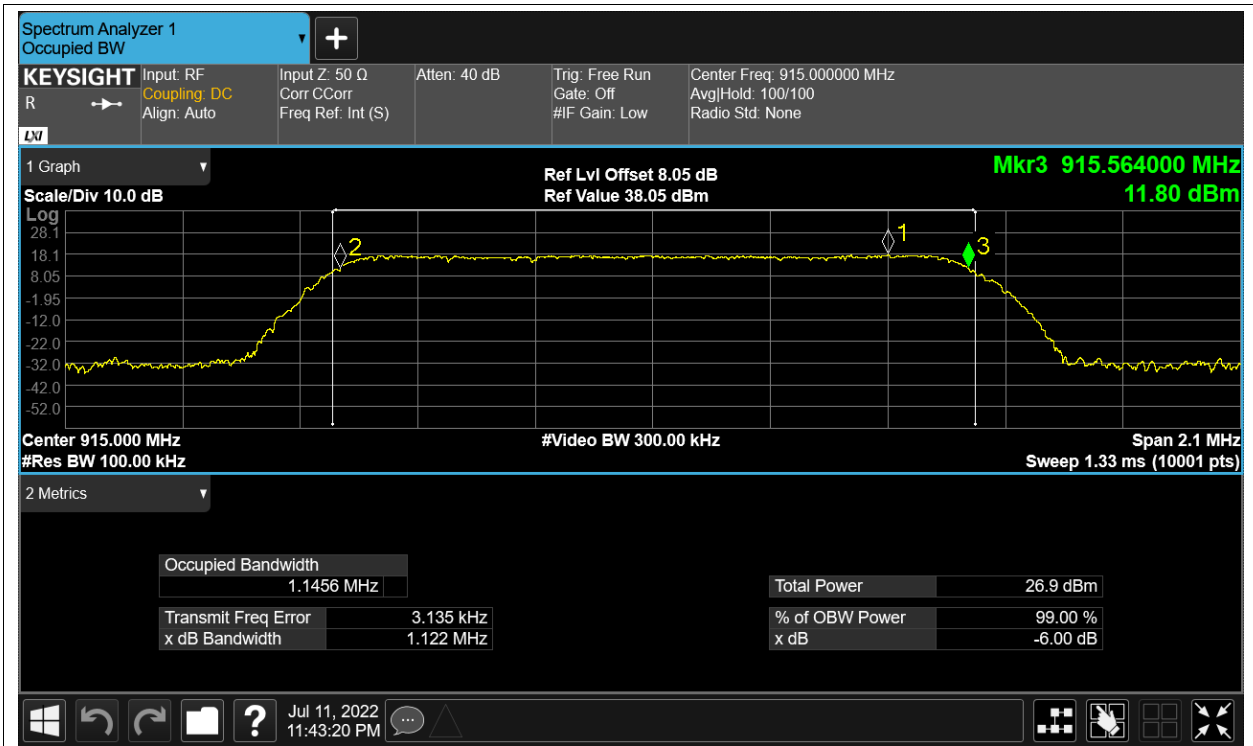 Spectrum Analyzer 1
Occupied BW
+
KEYSIGHT
R
LXI
Input: RF
Coupling: DC
Align: Auto
Input Z: 50 Ω
Corr CCorr
Freq Ref: Int (S)
Atten: 40 dB
Trig: Free Run
Gate: Off
#IF Gain: Low
Center Freq: 915.000000 MHz
Avg|Hold: 100/100
Radio Std: None
1 Graph
Scale/Div 10.0 dB
Ref Lvl Offset 8.05 dB
Ref Value 38.05 dBm
Mkr3 915.564000 MHz
11.80 dBm
Log
28.1
18.1
8.05
-1.95
-12.0
-22.0
-32.0
-42.0
-52.0
2
1
3
Center 915.000 MHz
#Res BW 100.00 kHz
#Video BW 300.00 kHz
Span 2.1 MHz
Sweep 1.33 ms (10001 pts)
2 Metrics
Occupied Bandwidth
1.1456 MHz
Transmit Freq Error 3.135 kHz
x dB Bandwidth 1.122 MHz
Total Power 26.9 dBm
% of OBW Power 99.00 %
x dB -6.00 dB
?
Jul 11, 2022
11:43:20 PM